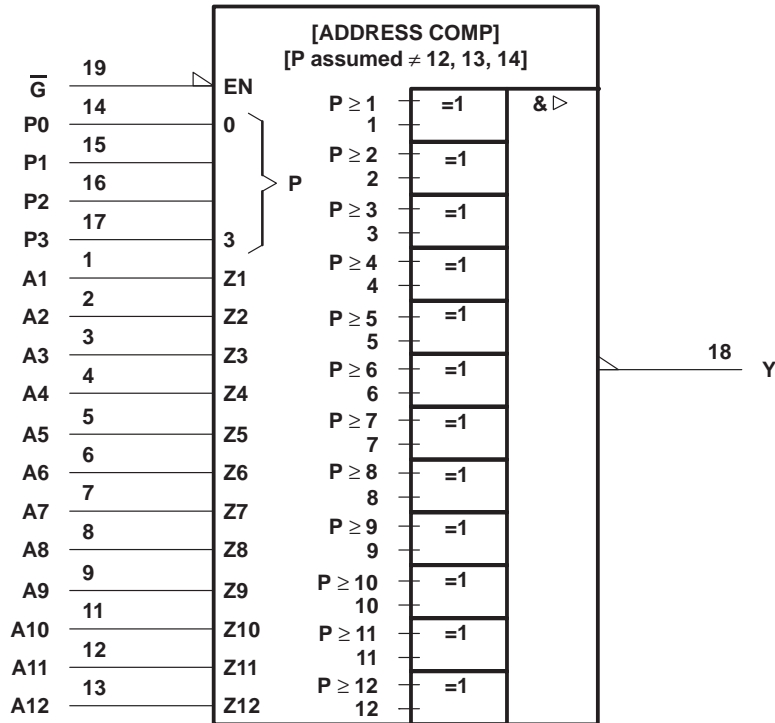 [ADDRESS COMP]
[P assumed ≠ 12, 13, 14]
G̅ 19 EN
P0 14 0
P1 15
P2 16
P3 17 3
P
A1 1 Z1
A2 2 Z2
A3 3 Z3
A4 4 Z4
A5 5 Z5
A6 6 Z6
A7 7 Z7
A8 8 Z8
A9 9 Z9
A10 11 Z10
A11 12 Z11
A12 13 Z12
P ≥ 1 =1
1
P ≥ 2 =1
2
P ≥ 3 =1
3
P ≥ 4 =1
4
P ≥ 5 =1
5
P ≥ 6 =1
6
P ≥ 7 =1
7
P ≥ 8 =1
8
P ≥ 9 =1
9
P ≥ 10 =1
10
P ≥ 11 =1
11
P ≥ 12 =1
12
& ▷
18 Y